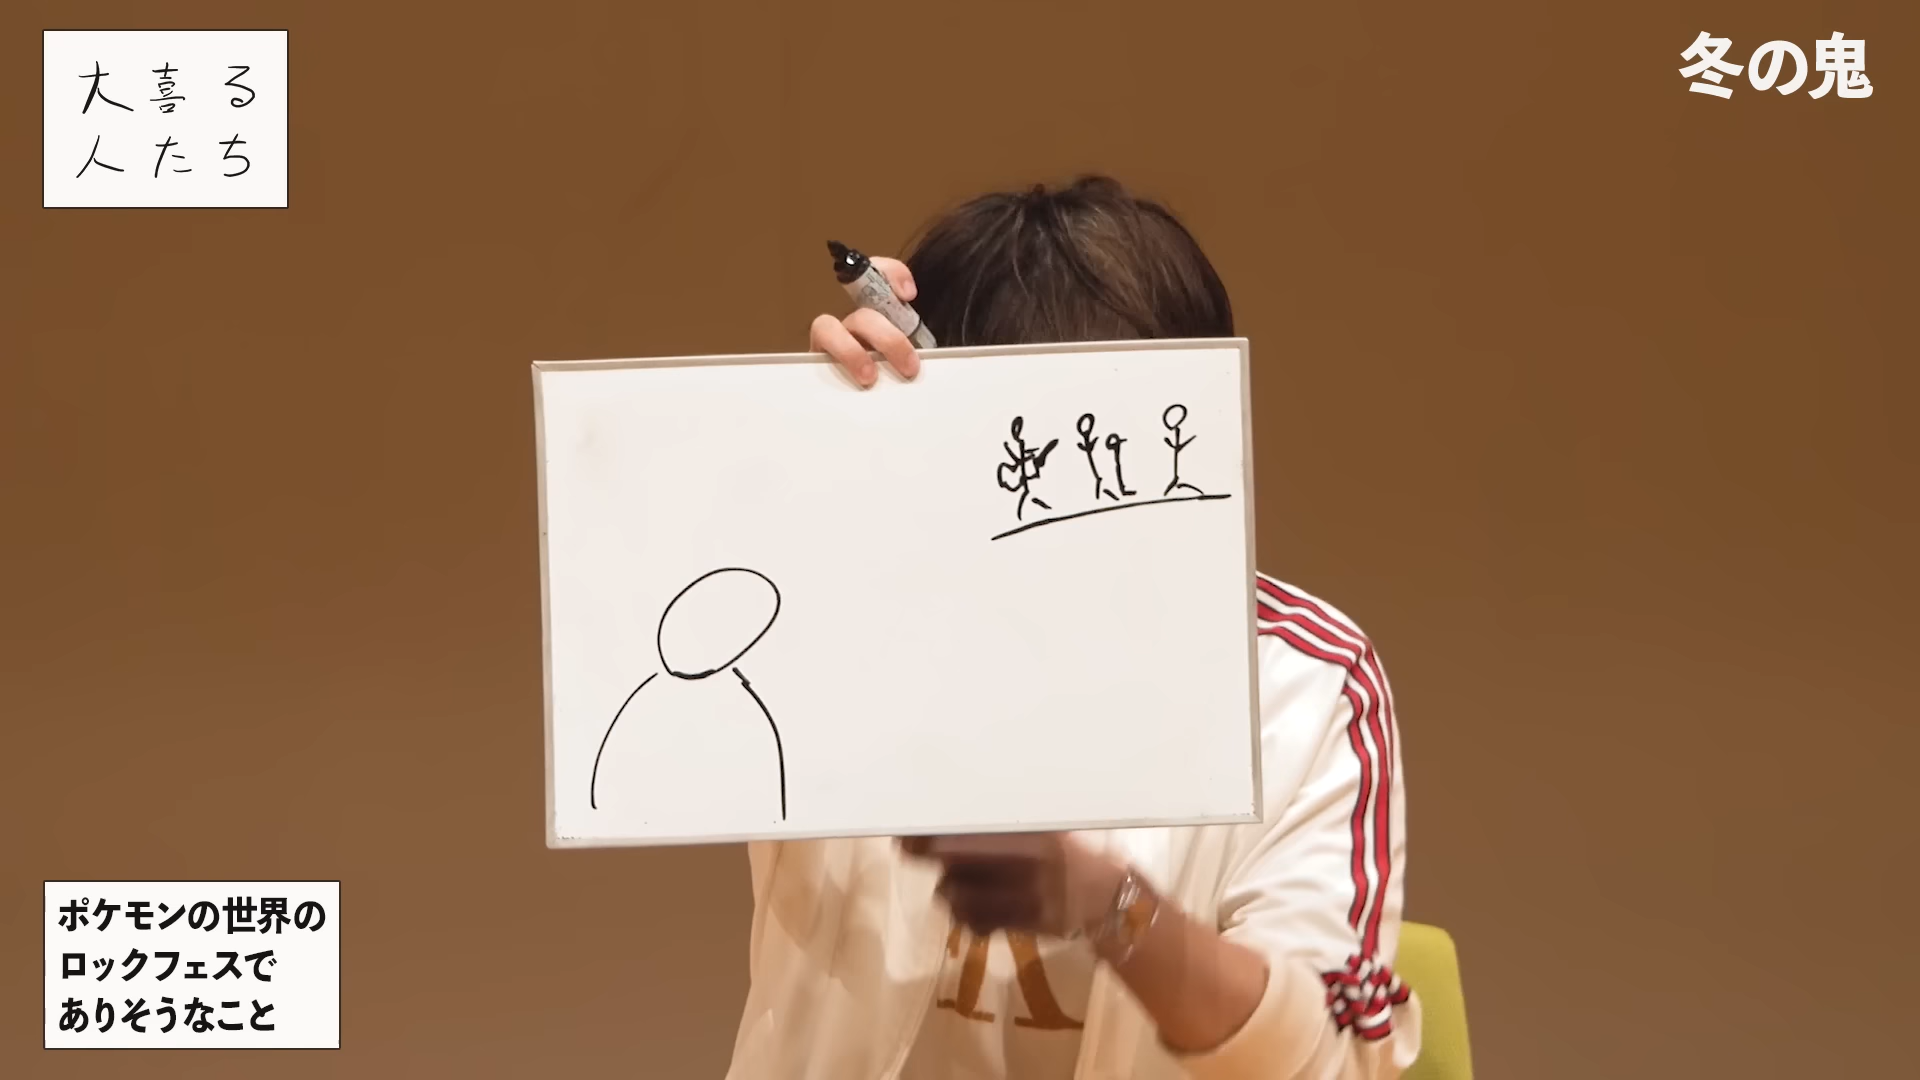 大喜る
人たち
冬の鬼
ポケモンの世界の
ロックフェスで
ありそうなこと